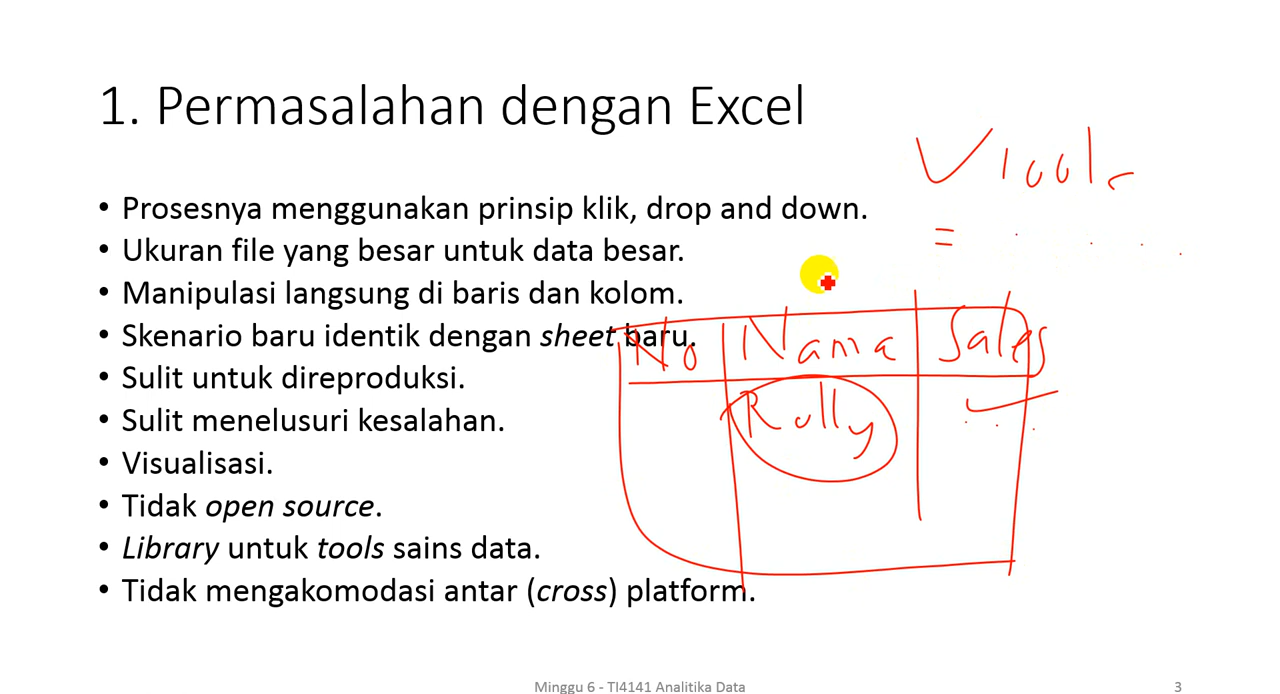 1. Permasalahan dengan Excel
• Prosesnya menggunakan prinsip klik, drop and down.
• Ukuran file yang besar untuk data besar.
• Manipulasi langsung di baris dan kolom.
• Skenario baru identik dengan sheet baru.
• Sulit untuk direproduksi.
• Sulit menelusuri kesalahan.
• Visualisasi.
• Tidak open source.
• Library untuk tools sains data.
• Tidak mengakomodasi antar (cross) platform.
=
No Nama Sales
Rully
Minggu 6 - TI4141 Analitika Data
3